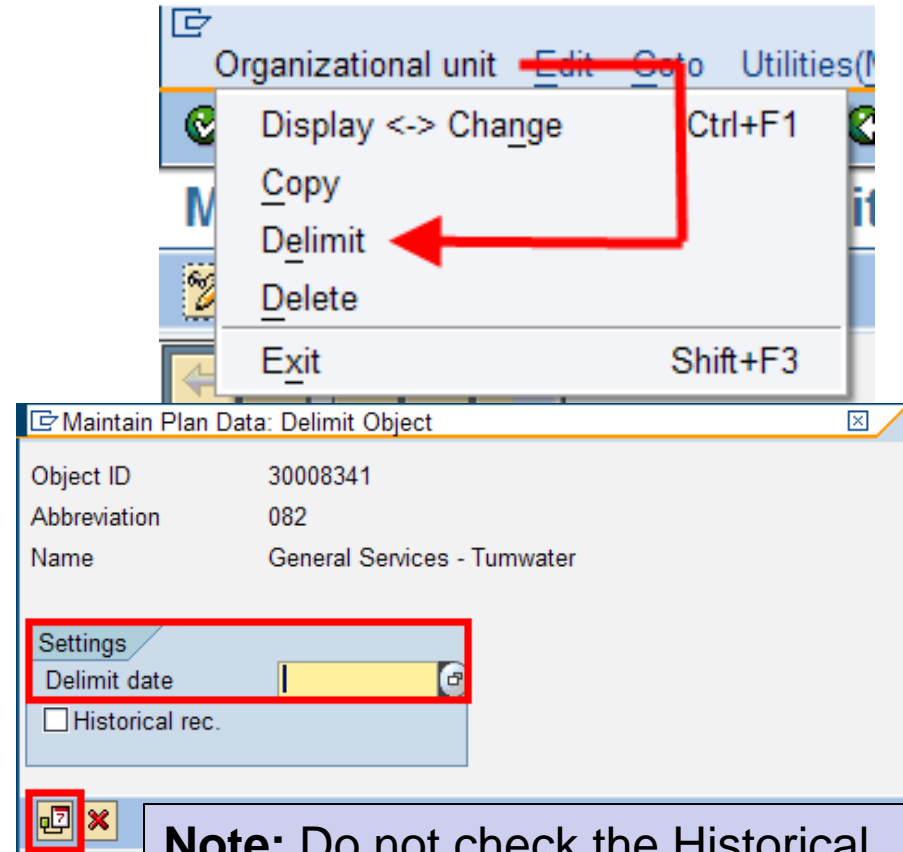 Organizational unit Edit Goto Utilities(
Display <-> Change Ctrl+F1
Copy
Delimit
Delete
Exit Shift+F3
Maintain Plan Data: Delimit Object
Object ID 30008341
Abbreviation 082
Name General Services - Tumwater
Settings
Delimit date
Historical rec.
Note: Do not check the Historical